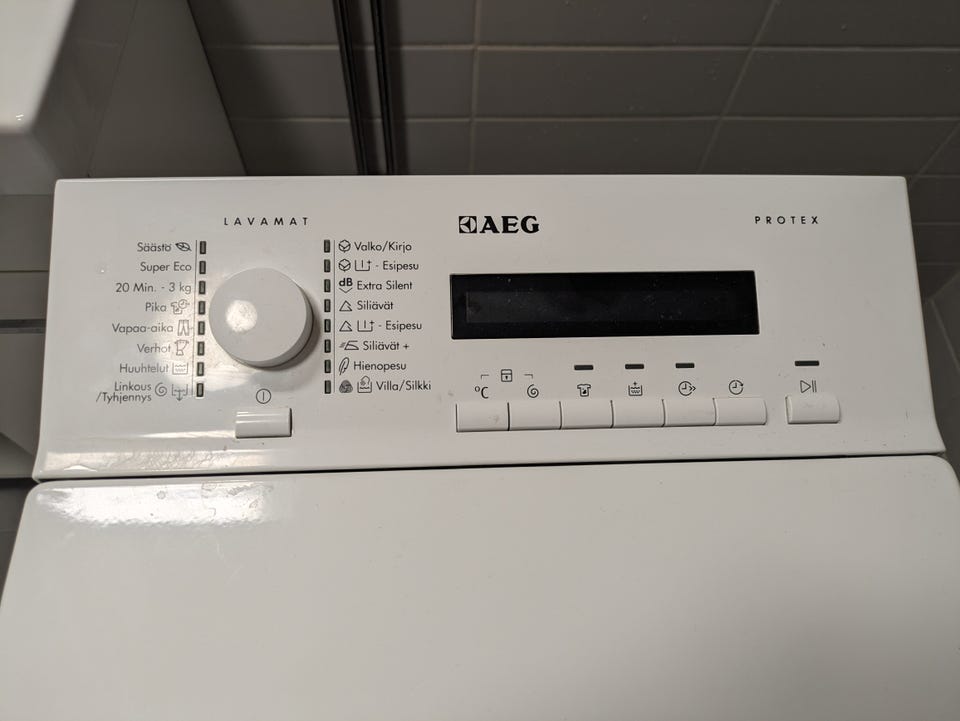 LAVAMAT
AEG
PROTEX
Säästö
Super Eco
20 Min. - 3 kg
Pika
Vapaa-aika
Verhot
Huuhtelut
Linkous
/Tyhjennys
Valko/Kirjo
- Esipesu
dB Extra Silent
Siliävät
- Esipesu
Siliävät +
Hienopesu
Villa/Silkki
°C